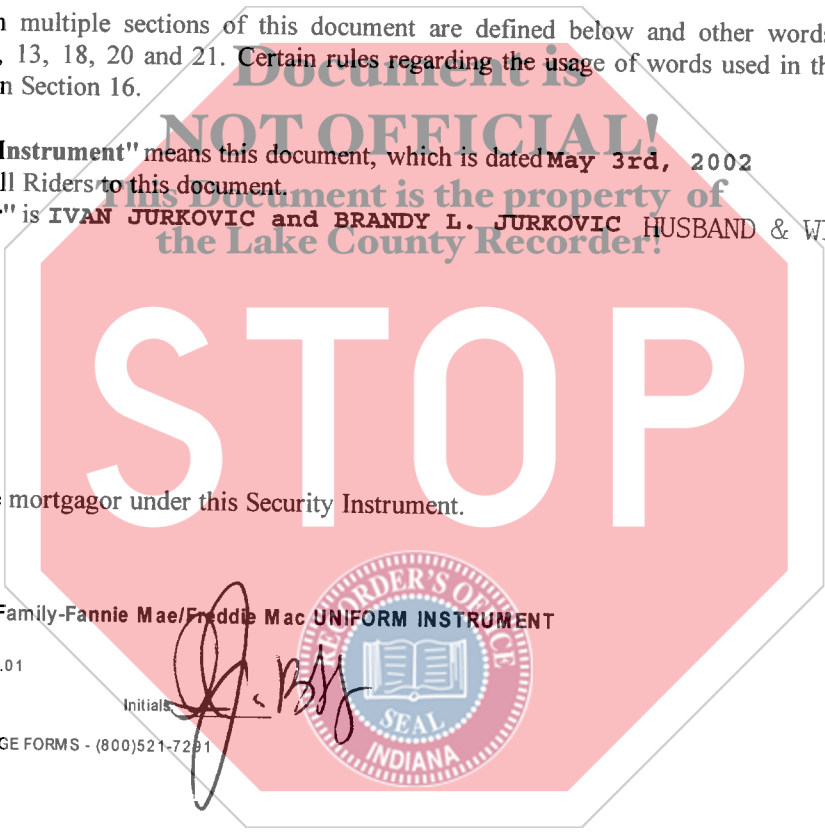 multiple sections of this document are defined below and other words
13, 18, 20 and 21. Certain rules regarding the usage of words used in th
n Section 16.
Document is
NOT OFFICIAL!
Instrument" means this document, which is dated May 3rd, 2002
ll Riders to this document.
This Document is the property of
" is IVAN JURKOVIC and BRANDY L. JURKOVIC HUSBAND & WI
the Lake County Recorder!
STOP
mortgagor under this Security Instrument.
Family-Fannie Mae/Freddie Mac UNIFORM INSTRUMENT
.01
Initials
GE FORMS - (800)521-7291
RECORDER'S OFFICE
SEAL
INDIANA